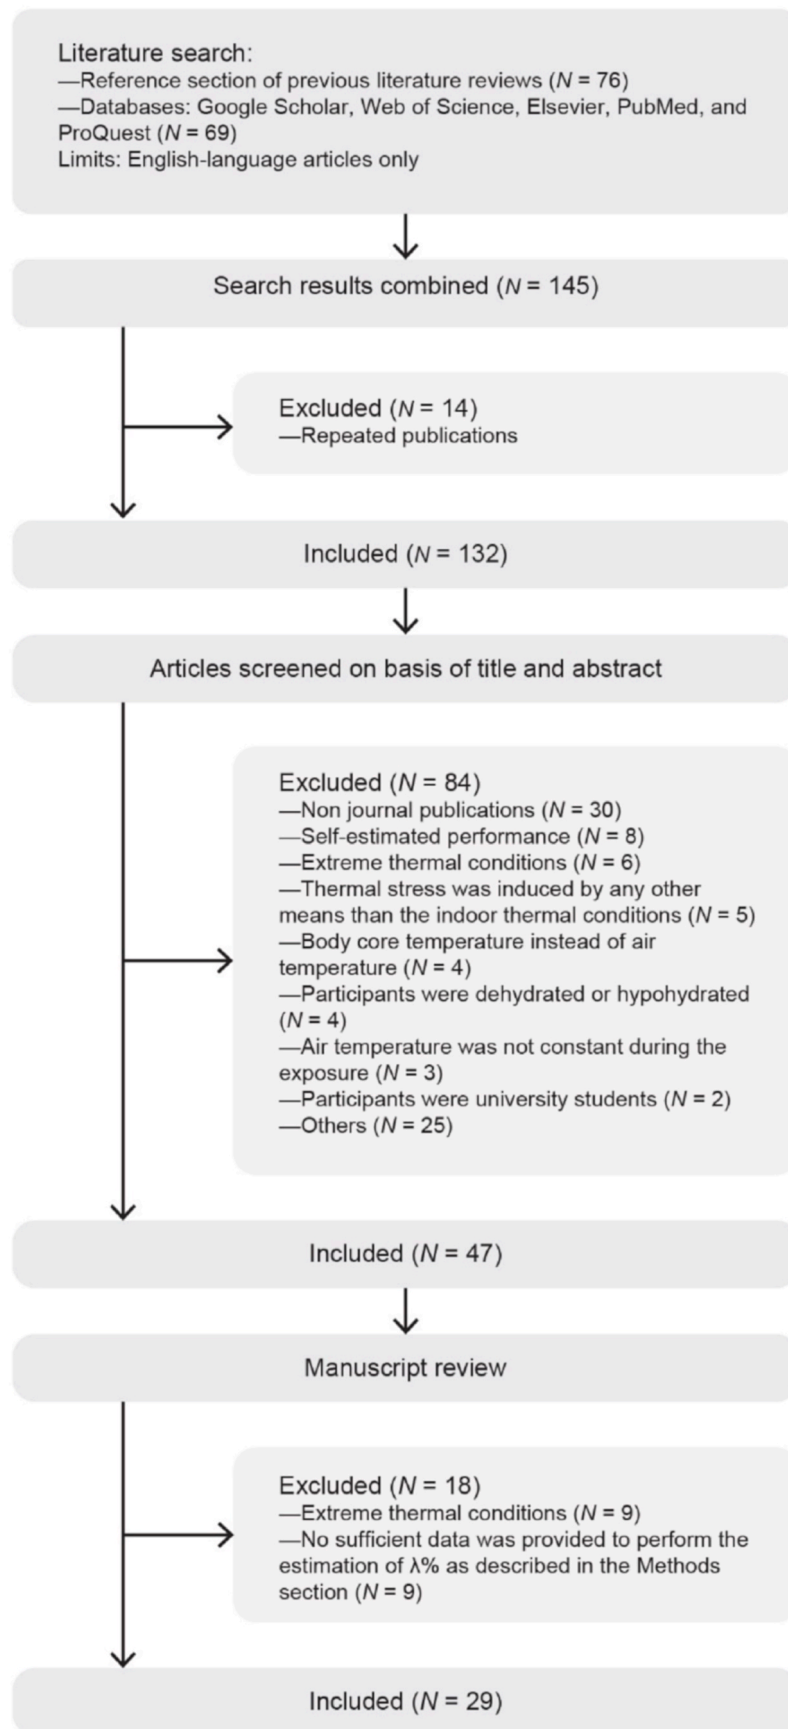 Literature search:
—Reference section of previous literature reviews (N = 76)
—Databases: Google Scholar, Web of Science, Elsevier, PubMed, and
ProQuest (N = 69)
Limits: English-language articles only
Search results combined (N = 145)
Excluded (N = 14)
—Repeated publications
Included (N = 132)
Articles screened on basis of title and abstract
Excluded (N = 84)
—Non journal publications (N = 30)
—Self-estimated performance (N = 8)
—Extreme thermal conditions (N = 6)
—Thermal stress was induced by any other
means than the indoor thermal conditions (N = 5)
—Body core temperature instead of air
temperature (N = 4)
—Participants were dehydrated or hypohydrated
(N = 4)
—Air temperature was not constant during the
exposure (N = 3)
—Participants were university students (N = 2)
—Others (N = 25)
Included (N = 47)
Manuscript review
Excluded (N = 18)
—Extreme thermal conditions (N = 9)
—No sufficient data was provided to perform the
estimation of λ% as described in the Methods
section (N = 9)
Included (N = 29)